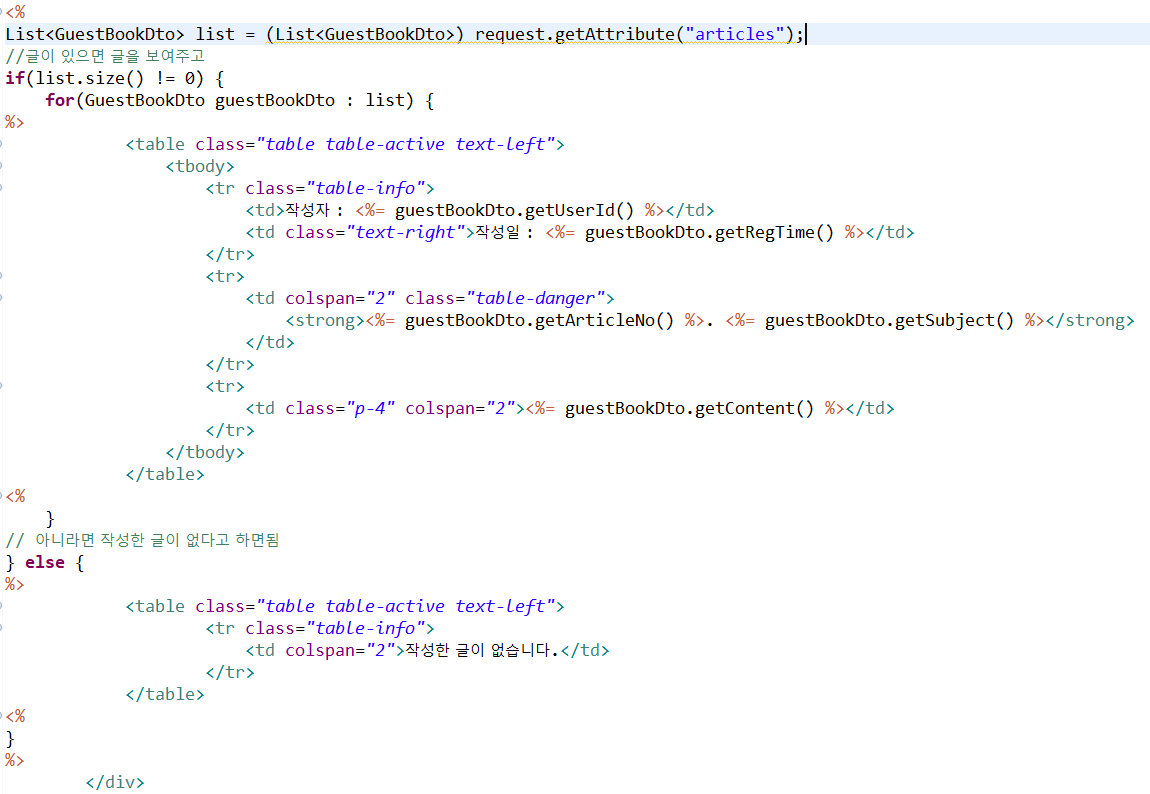 <%
List<GuestBookDto> list = (List<GuestBookDto>) request.getAttribute("articles");
//글이 있으면 글을 보여주고
if(list.size() != 0) {
    for(GuestBookDto guestBookDto : list) {
%>
            <table class="table table-active text-left">
                <tbody>
                    <tr class="table-info">
                        <td>작성자 : <%= guestBookDto.getUserId() %></td>
                        <td class="text-right">작성일 : <%= guestBookDto.getRegTime() %></td>
                    </tr>
                    <tr>
                        <td colspan="2" class="table-danger">
                            <strong><%= guestBookDto.getArticleNo() %>. <%= guestBookDto.getSubject() %></strong>
                        </td>
                    </tr>
                    <tr>
                        <td class="p-4" colspan="2"><%= guestBookDto.getContent() %></td>
                    </tr>
                </tbody>
            </table>
<%
    }
// 아니라면 작성한 글이 없다고 하면됨
} else {
%>
            <table class="table table-active text-left">
                    <tr class="table-info">
                        <td colspan="2">작성한 글이 없습니다.</td>
                    </tr>
            </table>
<%
}
%>
        </div>